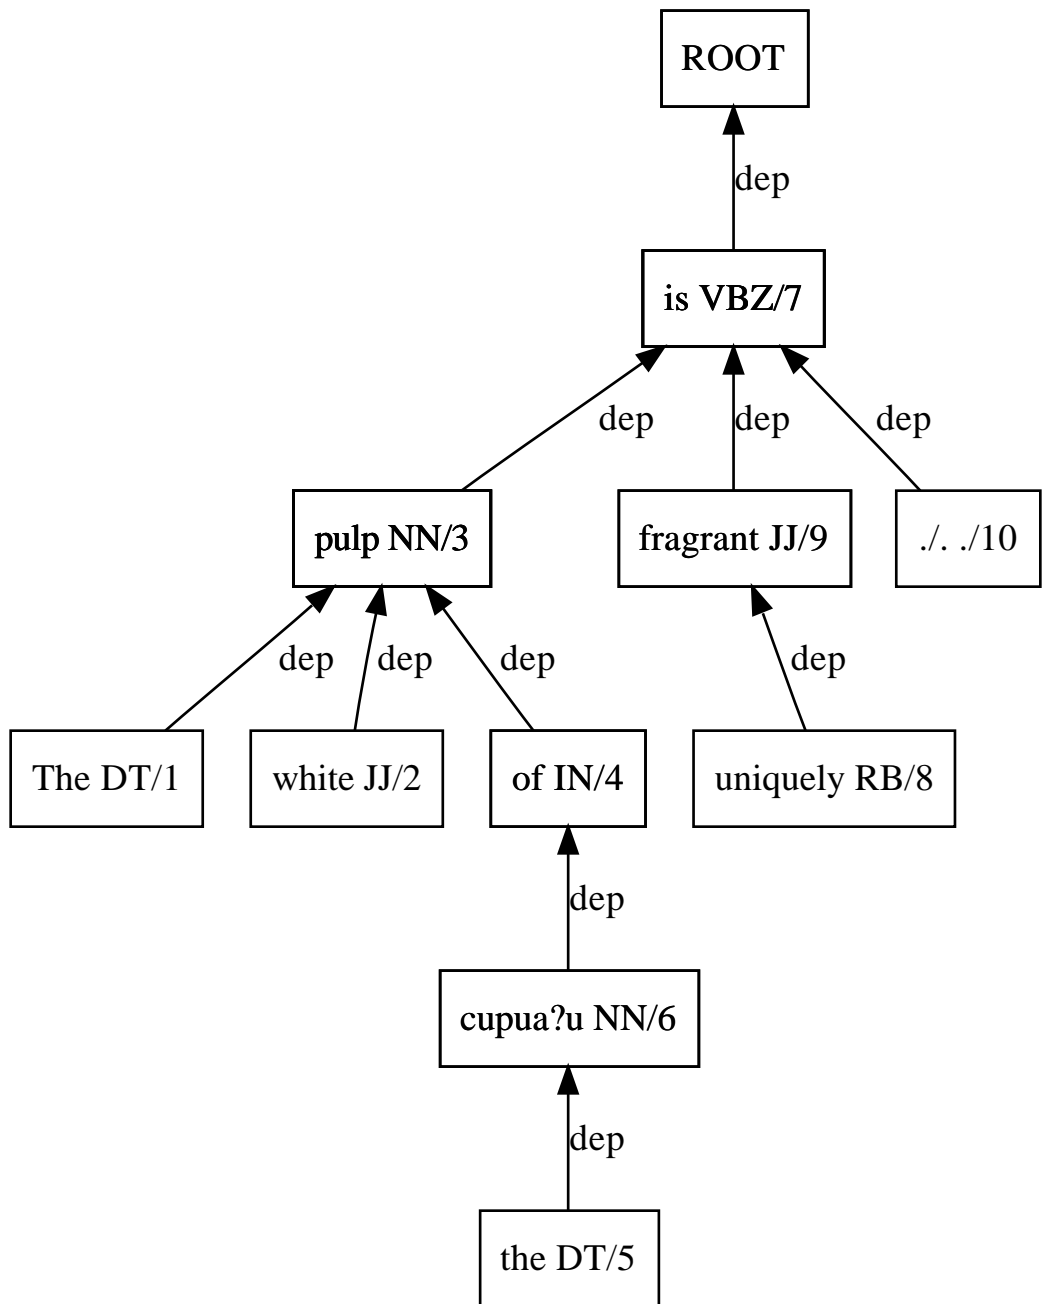 ROOT
dep
is VBZ/7
dep
dep
dep
pulp NN/3
fragrant JJ/9
./. ./10
dep
dep
dep
dep
The DT/1
white JJ/2
of IN/4
uniquely RB/8
dep
cupua?u NN/6
dep
the DT/5